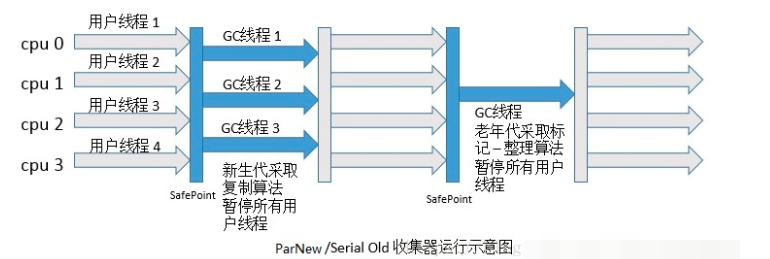 用户线程 1
cpu 0
GC线程 1
用户线程 2
cpu 1
GC线程 2
用户线程 3
cpu 2
GC线程 3
用户线程 4
cpu 3
SafePoint
新生代采取
复制算法
暂停所有用
户线程
SafePoint
GC线程
老年代采取标
记－整理算法
暂停所有用户
线程
ParNew /Serial Old 收集器运行示意图